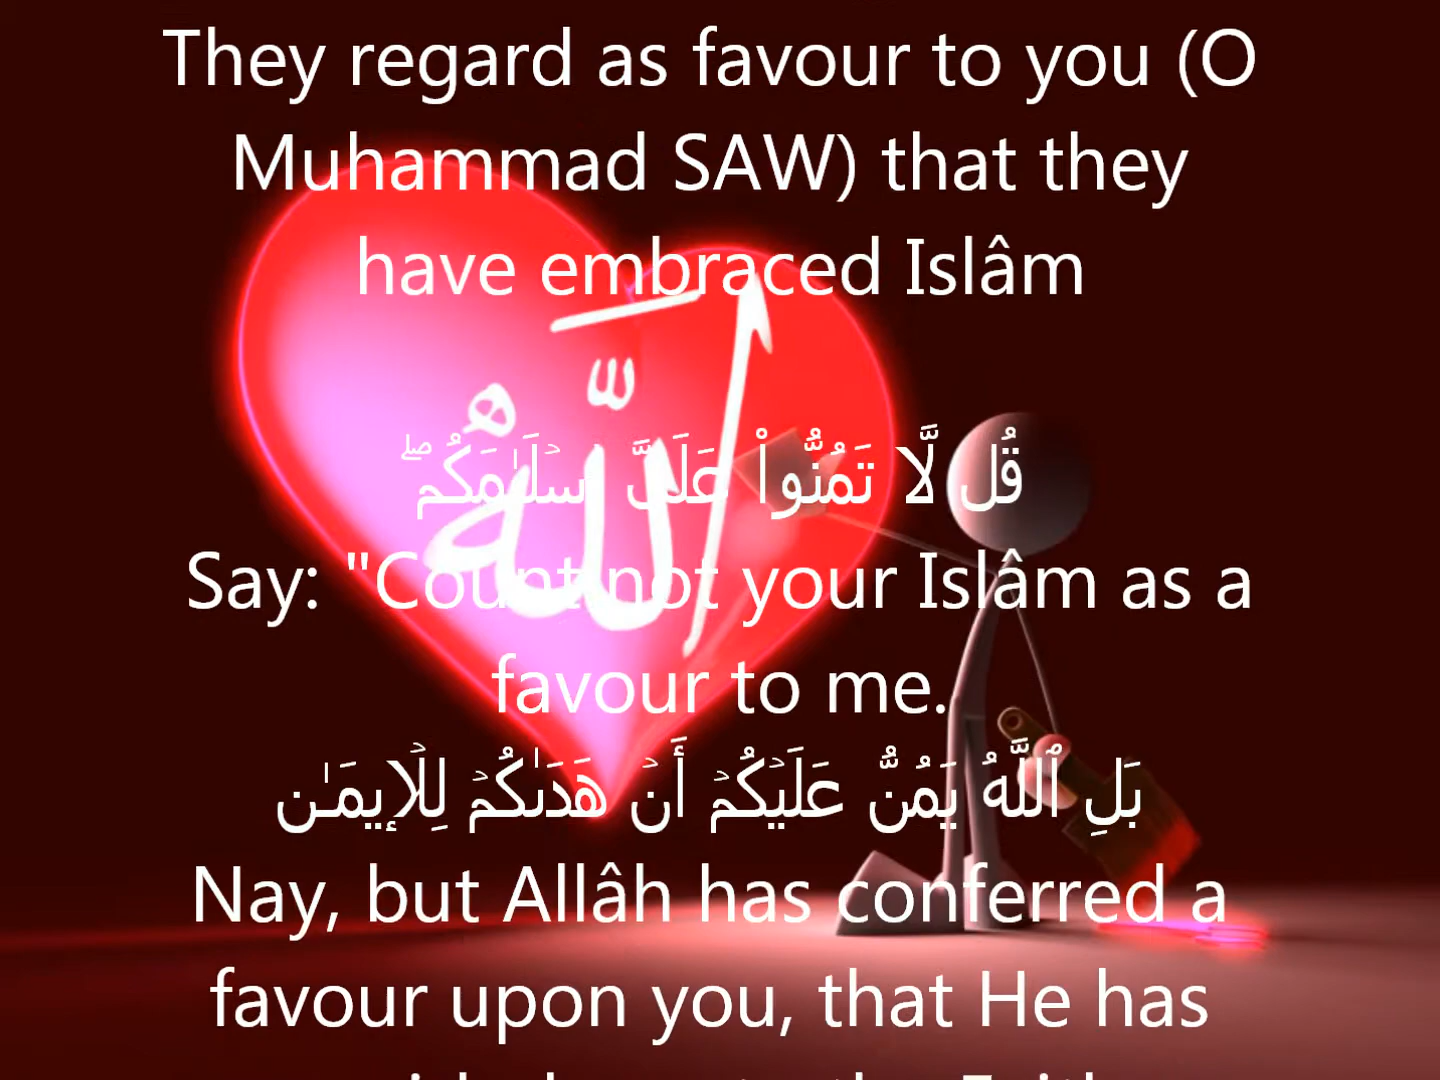 They regard as favour to you (O
Muhammad SAW) that they
have embraced Islâm
ٱللَّهُ
قُل لَّا تَمُنُّوا۟ عَلَىَّ إِسۡلَـٰمَكُمۖ
Say: "Count not your Islâm as a
favour to me.
بَلِ ٱللَّهُ يَمُنُّ عَلَيۡكُمۡ أَنۡ هَدَىٰكُمۡ لِلۡإِيمَـٰن
Nay, but Allâh has conferred a
favour upon you, that He has